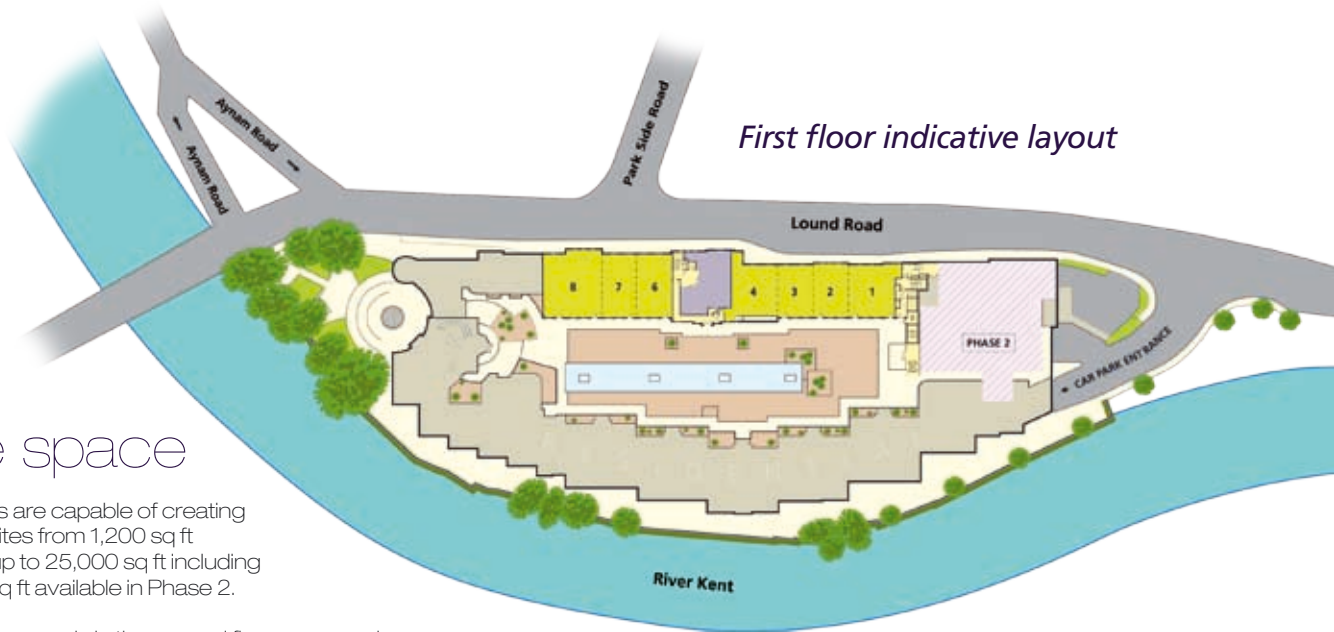 First floor indicative layout
Aynam Road
Aynam Road
Park Side Road
Lound Road
8 7 6 4 3 2 1
PHASE 2
CAR PARK ENTRANCE
River Kent
space
are capable of creating
from 1,200 sq ft
up to 25,000 sq ft including
ft available in Phase 2.